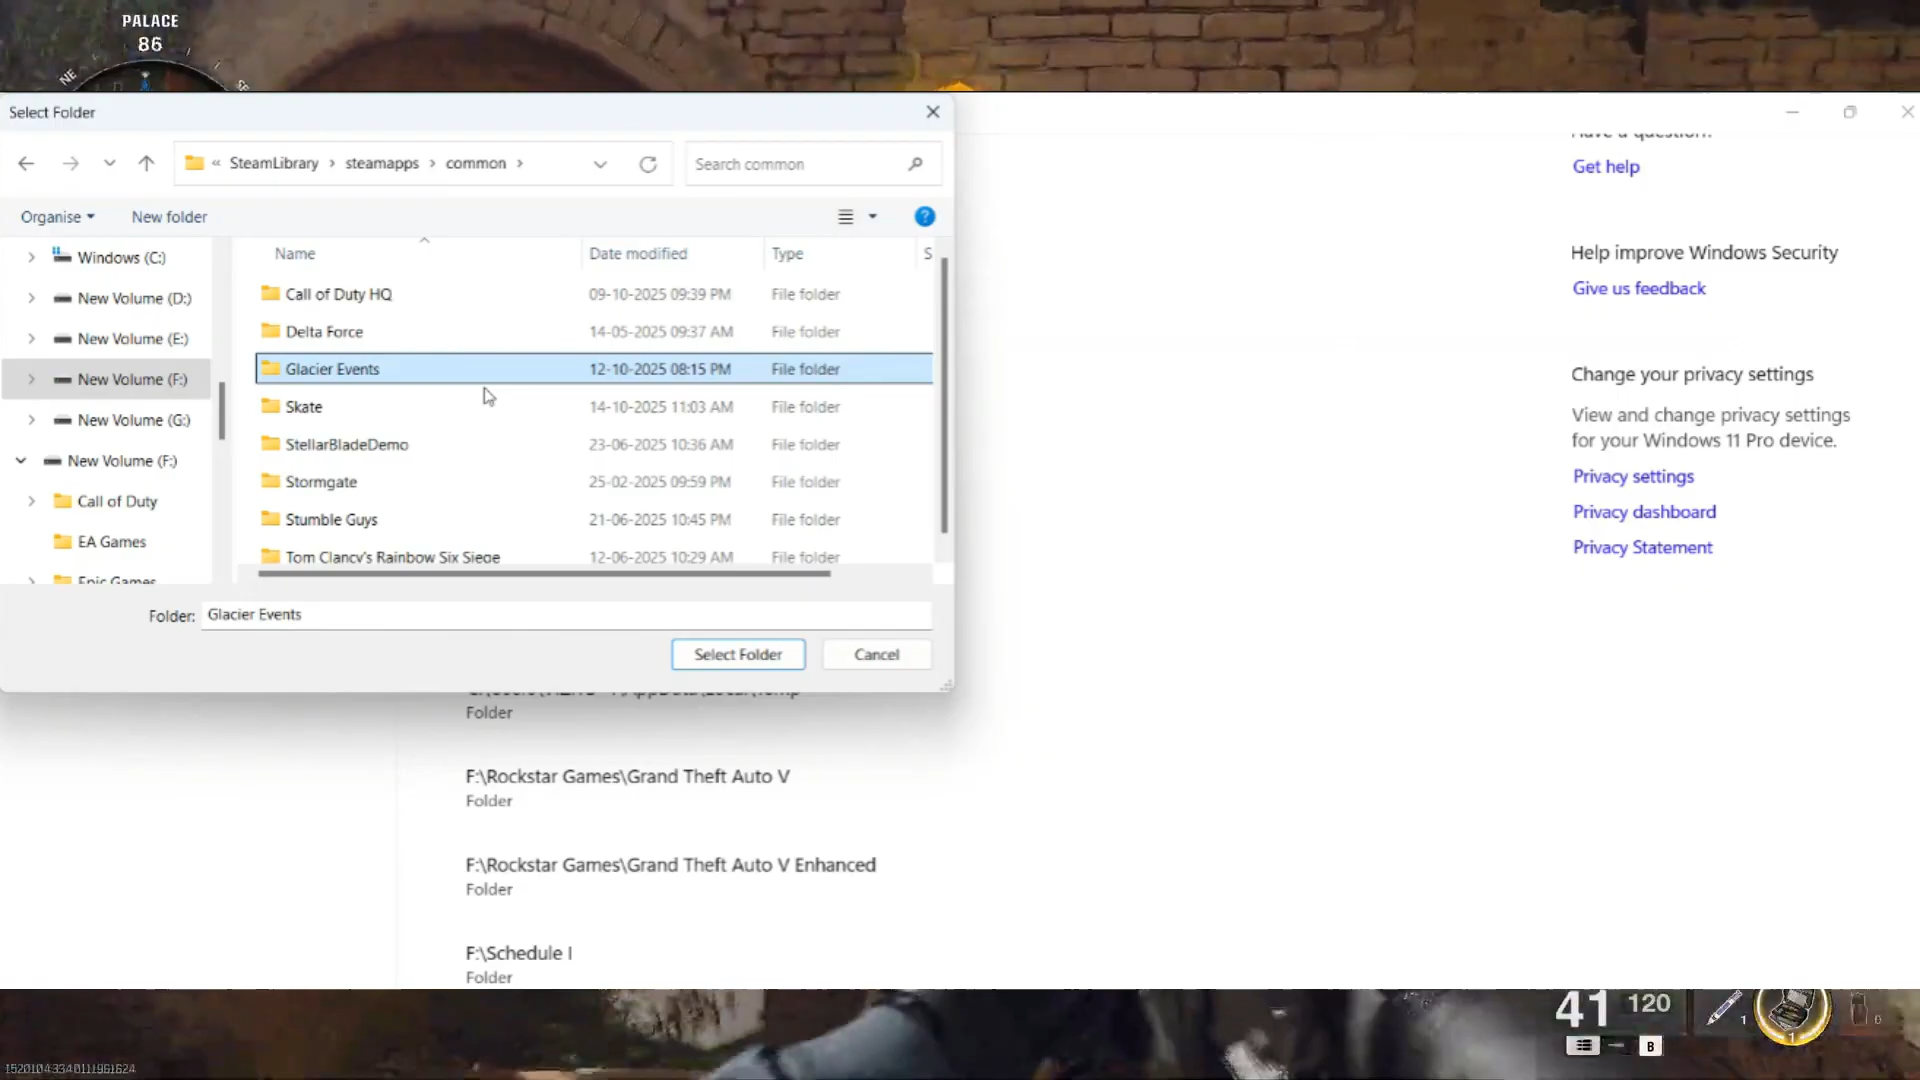 PALACE
86
NE
Select Folder
« SteamLibrary > steamapps > common >
Search common
Organise
New folder
?
Name
Date modified
Type
S
Windows (C:)
New Volume (D:)
New Volume (E:)
New Volume (F:)
New Volume (G:)
New Volume (F:)
Call of Duty
EA Games
Epic Games
Call of Duty HQ 09-10-2025 09:39 PM File folder
Delta Force 14-05-2025 09:37 AM File folder
Glacier Events 12-10-2025 08:15 PM File folder
Skate 14-10-2025 11:03 AM File folder
StellarBladeDemo 23-06-2025 10:36 AM File folder
Stormgate 25-02-2025 09:59 PM File folder
Stumble Guys 21-06-2025 10:45 PM File folder
Tom Clancy's Rainbow Six Siege 12-06-2025 10:29 AM File folder
Folder: Glacier Events
Select Folder
Cancel
Folder
F:\Rockstar Games\Grand Theft Auto V
Folder
F:\Rockstar Games\Grand Theft Auto V Enhanced
Folder
F:\Schedule I
Folder
Have a question?
Get help
Help improve Windows Security
Give us feedback
Change your privacy settings
View and change privacy settings
for your Windows 11 Pro device.
Privacy settings
Privacy dashboard
Privacy Statement
41 120
1
1
0
B